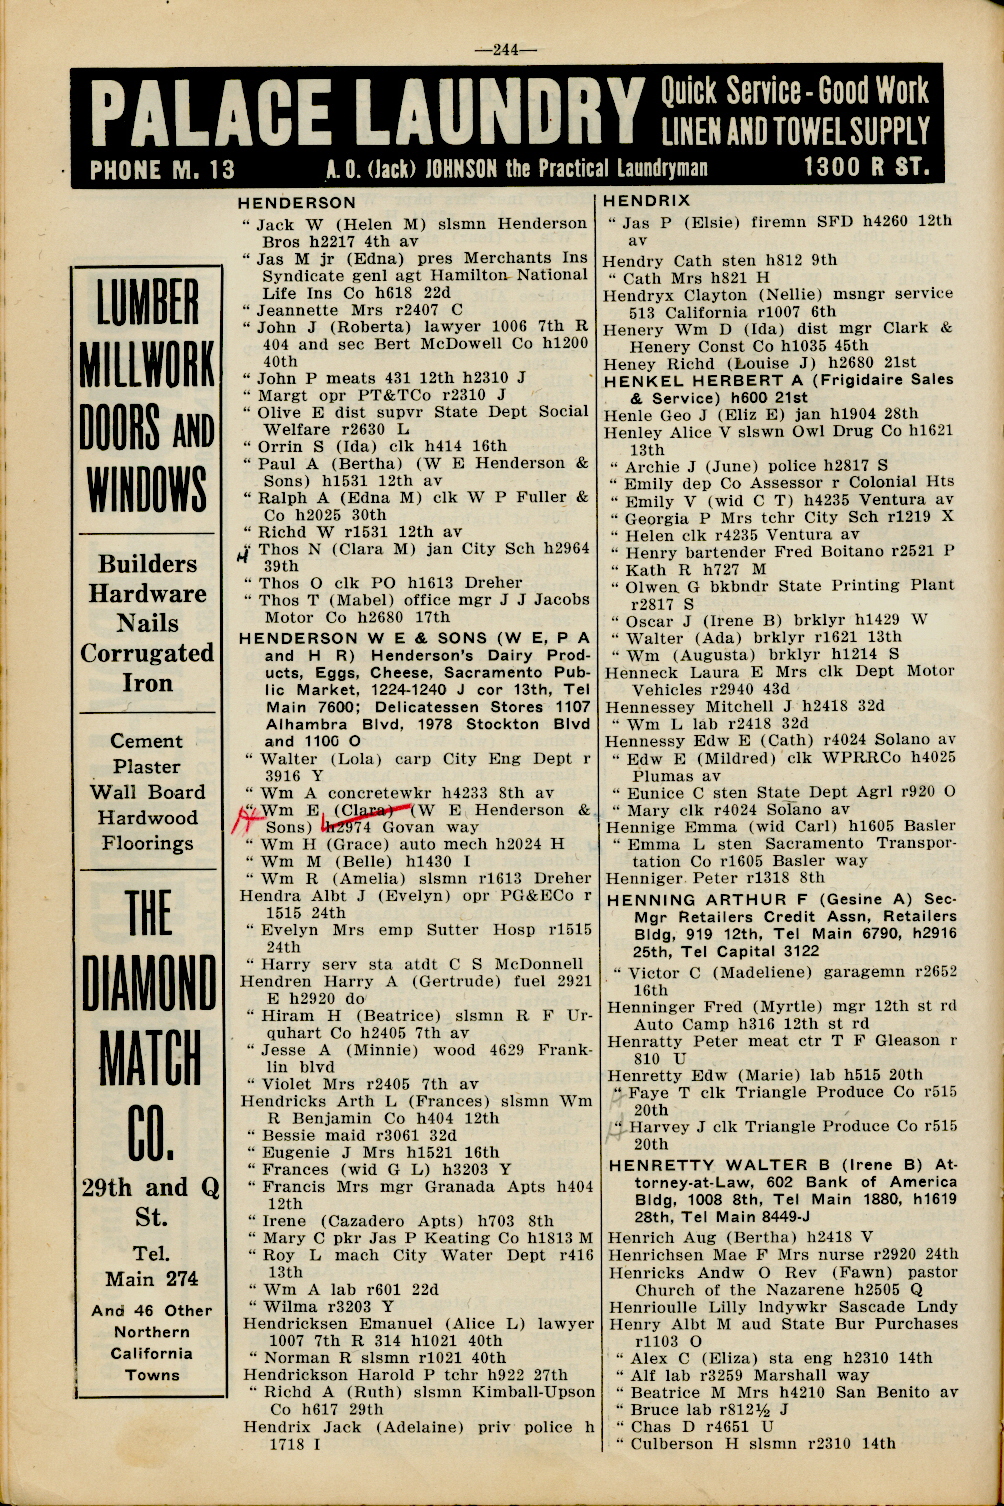 —244—
PALACE LAUNDRY
Quick Service - Good Work
LINEN AND TOWEL SUPPLY
PHONE M. 13
A. O. (Jack) JOHNSON the Practical Laundryman
1300 R ST.
LUMBER
MILLWORK
DOORS AND
WINDOWS
Builders
Hardware
Nails
Corrugated
Iron
Cement
Plaster
Wall Board
Hardwood
Floorings
THE
DIAMOND
MATCH
CO.
29th and Q
St.
Tel.
Main 274
And 46 Other
Northern
California
Towns
HENDERSON
" Jack W (Helen M) slsmn Henderson
Bros h2217 4th av
" Jas M jr (Edna) pres Merchants Ins
Syndicate genl agt Hamilton National
Life Ins Co h618 22d
" Jeannette Mrs r2407 C
" John J (Roberta) lawyer 1006 7th R
404 and sec Bert McDowell Co h1200
40th
" John P meats 431 12th h2310 J
" Margt opr PT&TCo r2310 J
" Olive E dist supvr State Dept Social
Welfare r2630 L
" Orrin S (Ida) clk h414 16th
" Paul A (Bertha) (W E Henderson &
Sons) h1531 12th av
" Ralph A (Edna M) clk W P Fuller &
Co h2025 30th
" Richd W r1531 12th av
" Thos N (Clara M) jan City Sch h2964
39th
" Thos O clk PO h1613 Dreher
" Thos T (Mabel) office mgr J J Jacobs
Motor Co h2680 17th
HENDERSON W E & SONS (W E, P A
and H R) Henderson's Dairy Prod-
ucts, Eggs, Cheese, Sacramento Pub-
lic Market, 1224-1240 J cor 13th, Tel
Main 7600; Delicatessen Stores 1107
Alhambra Blvd, 1978 Stockton Blvd
and 1100 O
" Walter (Lola) carp City Eng Dept r
3916 Y
" Wm A concretewkr h4233 8th av
" Wm E (Clara) (W E Henderson &
Sons) h2974 Govan way
" Wm H (Grace) auto mech h2024 H
" Wm M (Belle) h1430 I
" Wm R (Amelia) slsmn r1613 Dreher
Hendra Albt J (Evelyn) opr PG&ECo r
1515 24th
" Evelyn Mrs emp Sutter Hosp r1515
24th
" Harry serv sta atdt C S McDonnell
Hendren Harry A (Gertrude) fuel 2921
E h2920 do
" Hiram H (Beatrice) slsmn R F Ur-
quhart Co h2405 7th av
" Jesse A (Minnie) wood 4629 Frank-
lin blvd
" Violet Mrs r2405 7th av
Hendricks Arth L (Frances) slsmn Wm
R Benjamin Co h404 12th
" Bessie maid r3061 32d
" Eugenie J Mrs h1521 16th
" Frances (wid G L) h3203 Y
" Francis Mrs mgr Granada Apts h404
12th
" Irene (Cazadero Apts) h703 8th
" Mary C pkr Jas P Keating Co h1813 M
" Roy L mach City Water Dept r416
13th
" Wm A lab r601 22d
" Wilma r3203 Y
Hendricksen Emanuel (Alice L) lawyer
1007 7th R 314 h1021 40th
" Norman R slsmn r1021 40th
Hendrickson Harold P tchr h922 27th
" Richd A (Ruth) slsmn Kimball-Upson
Co h617 29th
Hendrix Jack (Adelaine) priv police h
1718 I
HENDRIX
" Jas P (Elsie) firemn SFD h4260 12th
av
Hendry Cath sten h812 9th
" Cath Mrs h821 H
Hendryx Clayton (Nellie) msngr service
513 California r1007 6th
Henery Wm D (Ida) dist mgr Clark &
Henery Const Co h1035 45th
Heney Richd (Louise J) h2680 21st
HENKEL HERBERT A (Frigidaire Sales
& Service) h600 21st
Henle Geo J (Eliz E) jan h1904 28th
Henley Alice V slswn Owl Drug Co h1621
13th
" Archie J (June) police h2817 S
" Emily dep Co Assessor r Colonial Hts
" Emily V (wid C T) h4235 Ventura av
" Georgia P Mrs tchr City Sch r1219 X
" Helen clk r4235 Ventura av
" Henry bartender Fred Boitano r2521 P
" Kath R h727 M
" Olwen G bkbndr State Printing Plant
r2817 S
" Oscar J (Irene B) brklyr h1429 W
" Walter (Ada) brklyr r1621 13th
" Wm (Augusta) brklyr h1214 S
Henneck Laura E Mrs clk Dept Motor
Vehicles r2940 43d
Hennessey Mitchell J h2418 32d
" Wm L lab r2418 32d
Hennessy Edw E (Cath) r4024 Solano av
" Edw E (Mildred) clk WPRRCo h4025
Plumas av
" Eunice C sten State Dept Agrl r920 O
" Mary clk r4024 Solano av
Hennige Emma (wid Carl) h1605 Basler
" Emma L sten Sacramento Transpor-
tation Co r1605 Basler way
Henniger Peter r1318 8th
HENNING ARTHUR F (Gesine A) Sec-
Mgr Retailers Credit Assn, Retailers
Bldg, 919 12th, Tel Main 6790, h2916
25th, Tel Capital 3122
" Victor C (Madeliene) garagemn r2652
16th
Henninger Fred (Myrtle) mgr 12th st rd
Auto Camp h316 12th st rd
Henratty Peter meat ctr T F Gleason r
810 U
Henretty Edw (Marie) lab h515 20th
" Faye T clk Triangle Produce Co r515
20th
" Harvey J clk Triangle Produce Co r515
20th
HENRETTY WALTER B (Irene B) At-
torney-at-Law, 602 Bank of America
Bldg, 1008 8th, Tel Main 1880, h1619
28th, Tel Main 8449-J
Henrich Aug (Bertha) h2418 V
Henrichsen Mae F Mrs nurse r2920 24th
Henricks Andw O Rev (Fawn) pastor
Church of the Nazarene h2505 Q
Henrioulle Lilly lndywkr Sascade Lndy
Henry Albt M aud State Bur Purchases
r1103 O
" Alex C (Eliza) sta eng h2310 14th
" Alf lab r3259 Marshall way
" Beatrice M Mrs h4210 San Benito av
" Bruce lab r812½ J
" Chas D r4651 U
" Culberson H slsmn r2310 14th